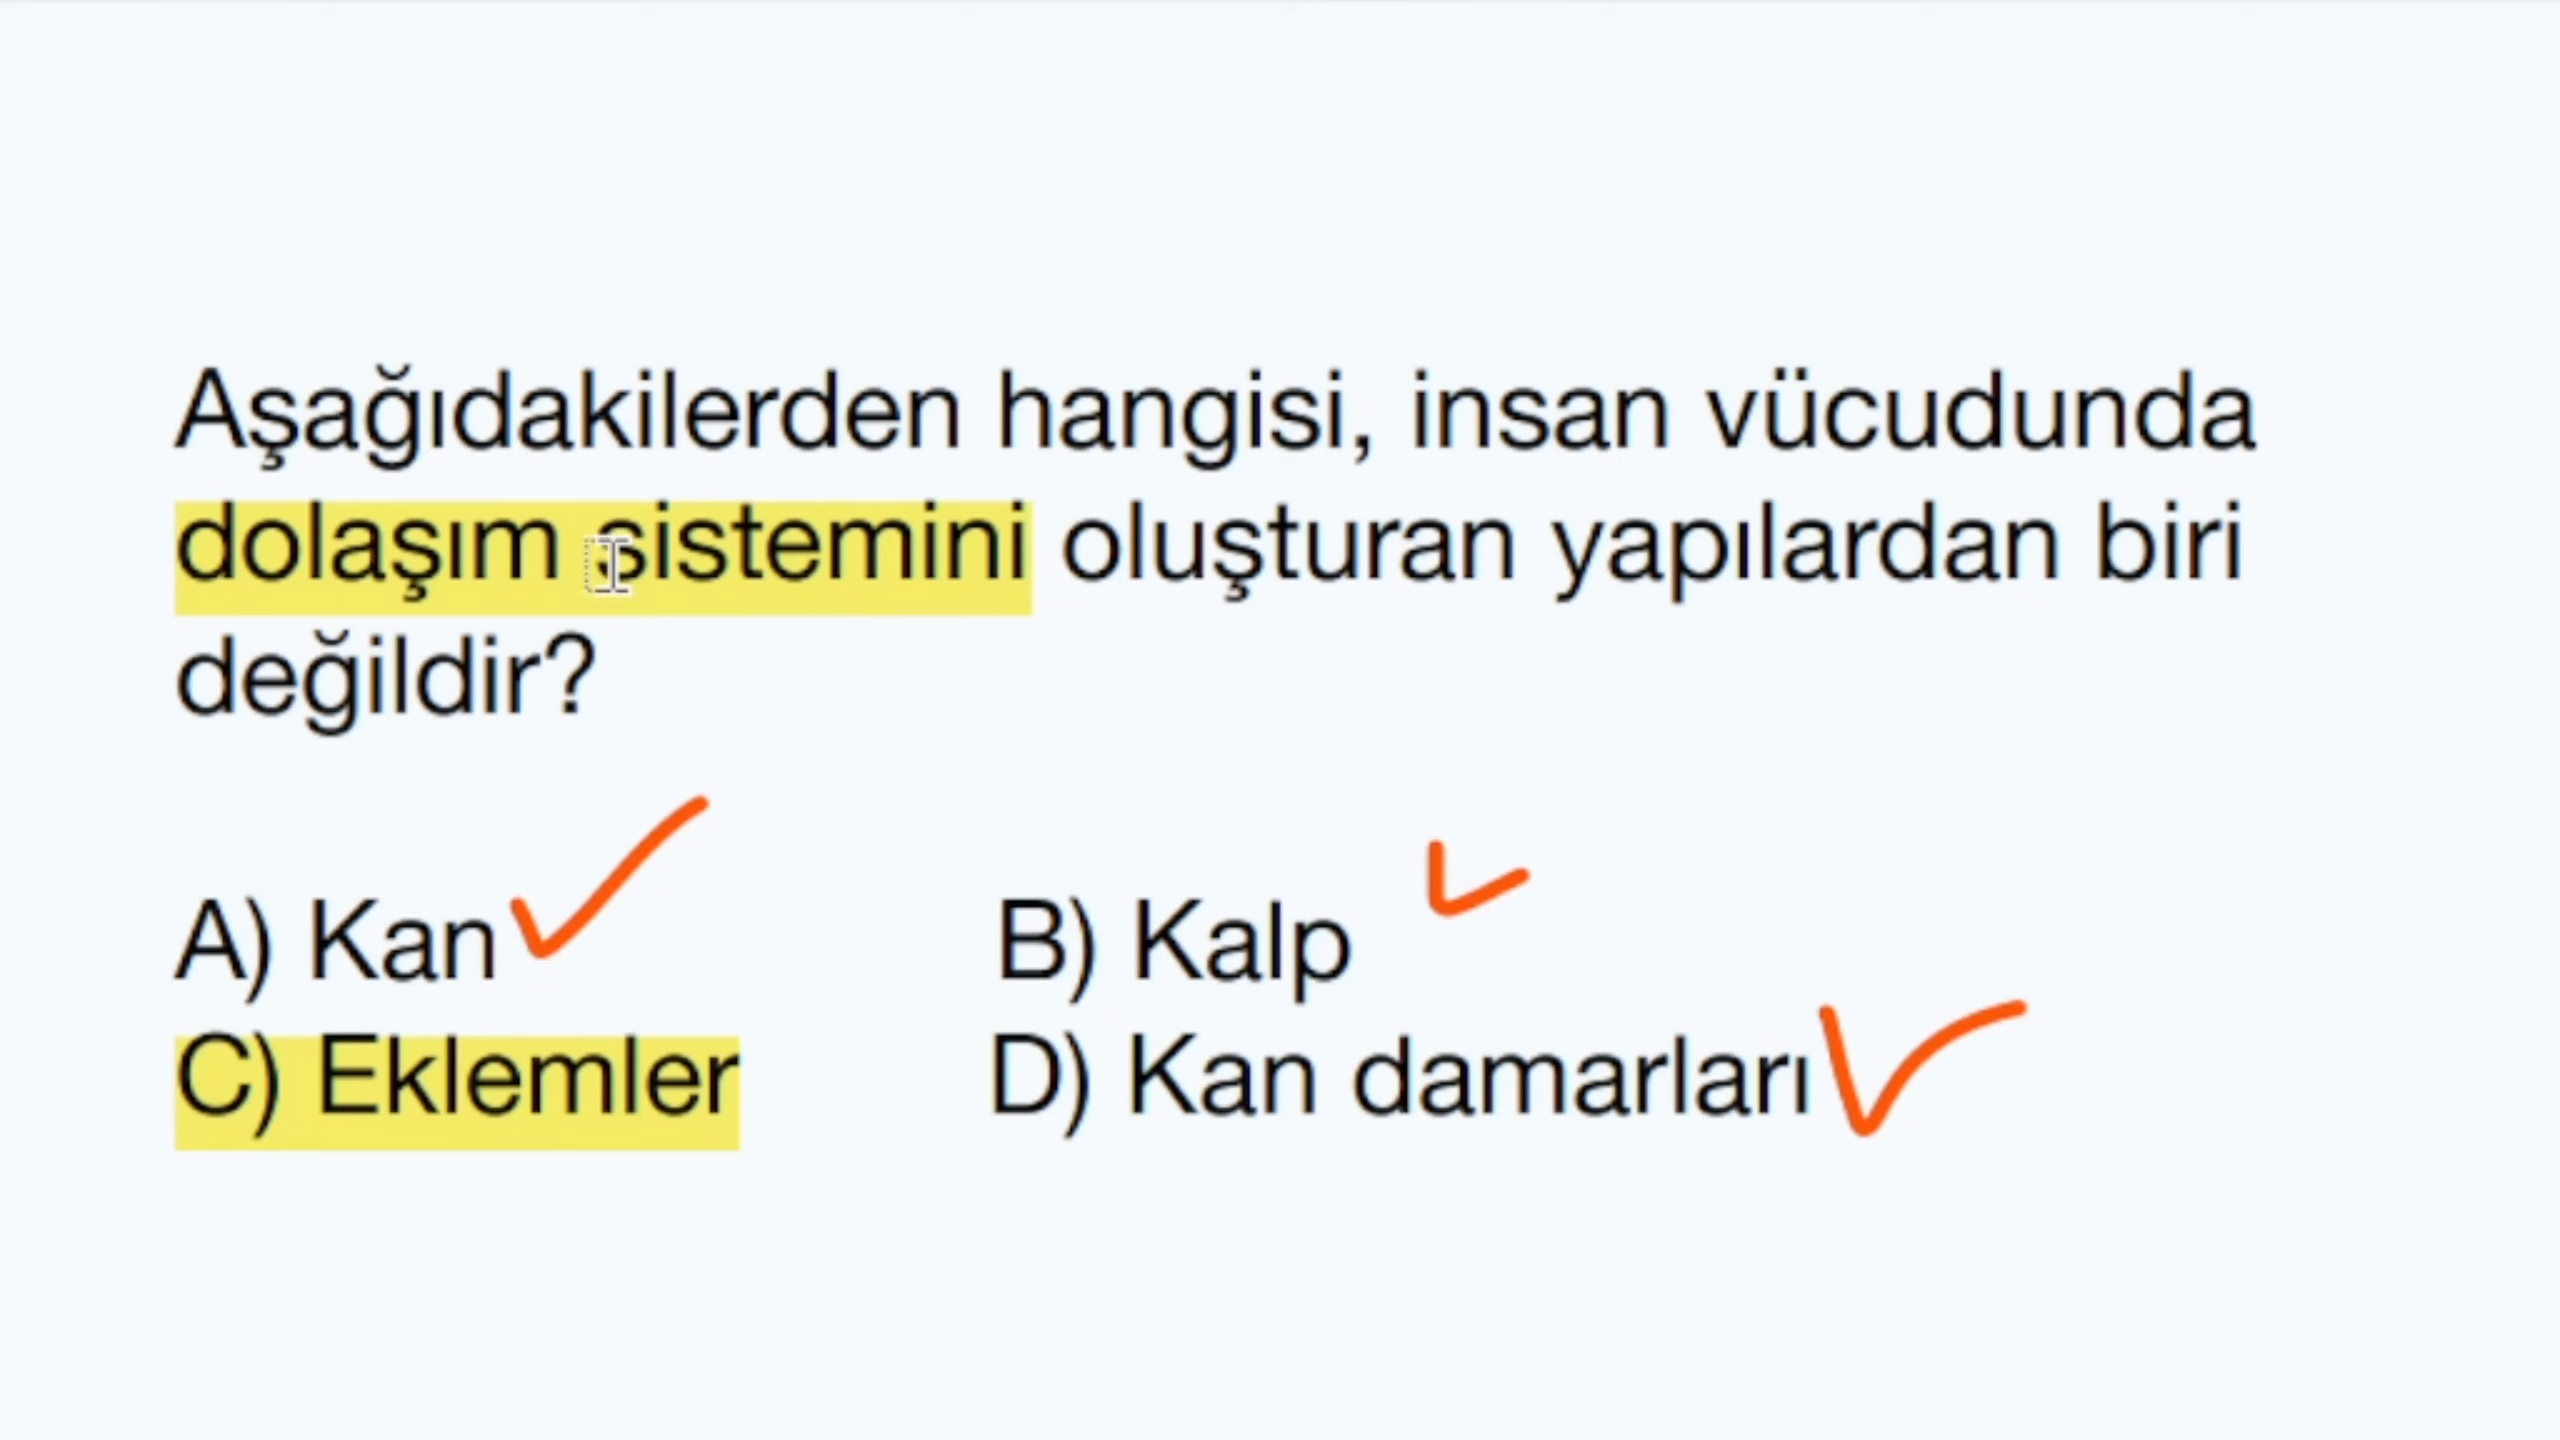 Aşağıdakilerden hangisi, insan vücudunda
dolaşım sistemini oluşturan yapılardan biri
değildir?
A) Kan B) Kalp
C) Eklemler D) Kan damarları